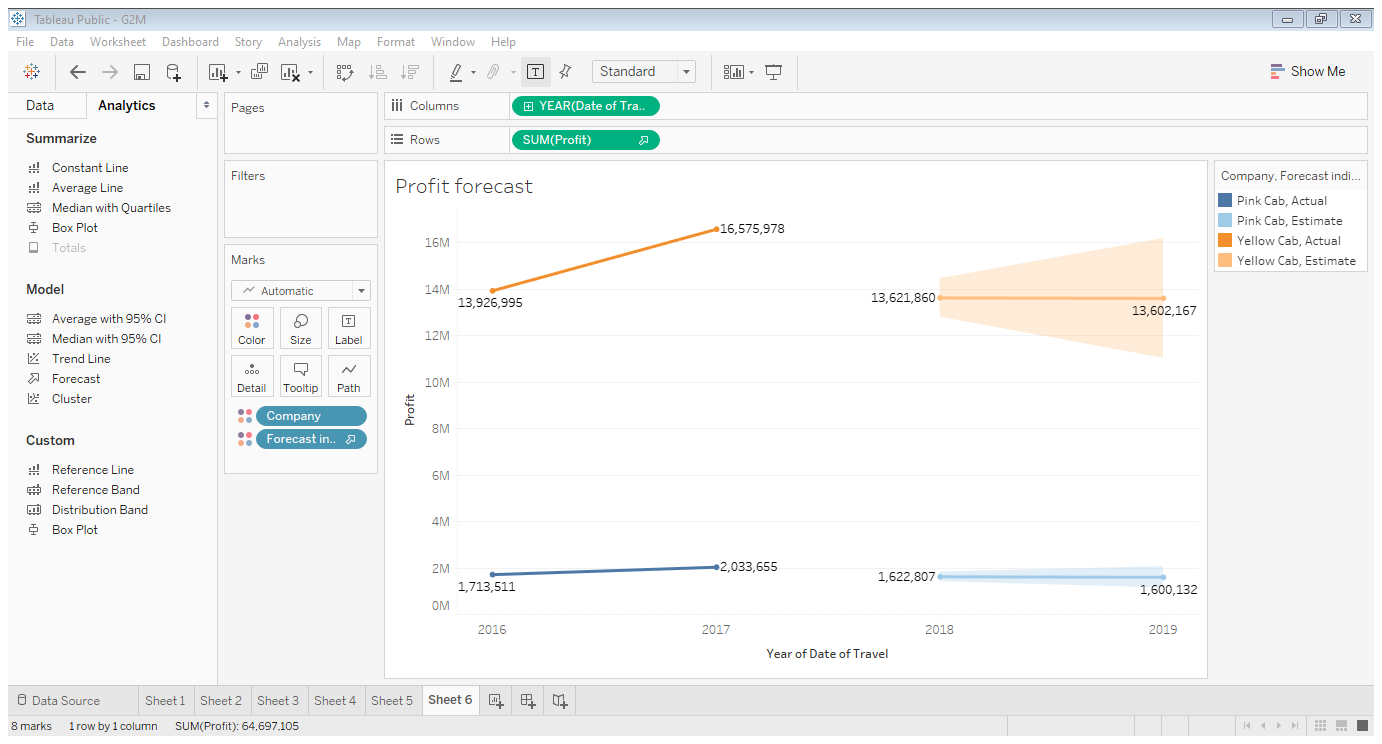 Tableau Public - G2M
File Data Worksheet Dashboard Story Analysis Map Format Window Help
Standard
Show Me
Data Analytics
Pages
Columns YEAR(Date of Tra..
Rows SUM(Profit)
Summarize
Constant Line
Average Line
Median with Quartiles
Box Plot
Totals
Model
Average with 95% CI
Median with 95% CI
Trend Line
Forecast
Cluster
Custom
Reference Line
Reference Band
Distribution Band
Box Plot
Filters
Marks
Automatic
Color Size Label
Detail Tooltip Path
Company
Forecast in..
Profit forecast
16M
14M
12M
10M
8M
6M
4M
2M
0M
Profit
16,575,978
13,926,995
13,621,860
13,602,167
2,033,655
1,713,511
1,622,807
1,600,132
2016 2017 2018 2019
Year of Date of Travel
Company, Forecast indi...
Pink Cab, Actual
Pink Cab, Estimate
Yellow Cab, Actual
Yellow Cab, Estimate
Data Source Sheet 1 Sheet 2 Sheet 3 Sheet 4 Sheet 5 Sheet 6
8 marks 1 row by 1 column SUM(Profit): 64,697,105